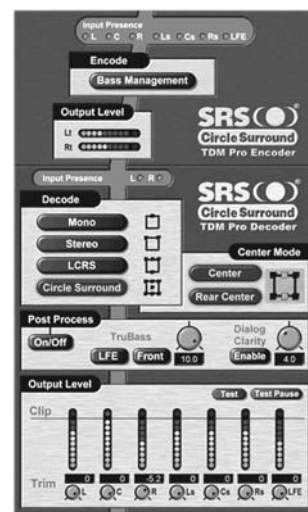 Input Presence
L C R Ls Cs Rs LFE
Encode
Bass Management
Output Level
Lt
Rt
SRS
Circle Surround
TDM Pro Encoder
Input Presence L R
SRS
Circle Surround
TDM Pro Decoder
Decode
Mono
Stereo
LCRS
Circle Surround
Center Mode
Center
Rear Center
Post Process
On/Off
TruBass
LFE Front
10.0
Dialog
Clarity
Enable
4.0
Output Level
Test Test Pause
Clip
Trim
0 0 -5.2 0 0 0 0
L C R Ls Cs Rs LFE